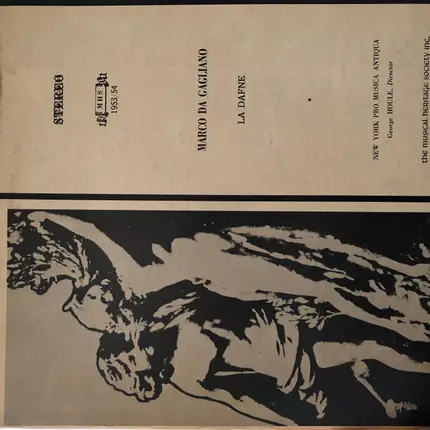 STEREO
MHS
1953/54
MARCO DA GAGLIANO
LA DAFNE
NEW YORK PRO MUSICA ANTIQUA
George HOULE, Director
the musical heritage society inc.